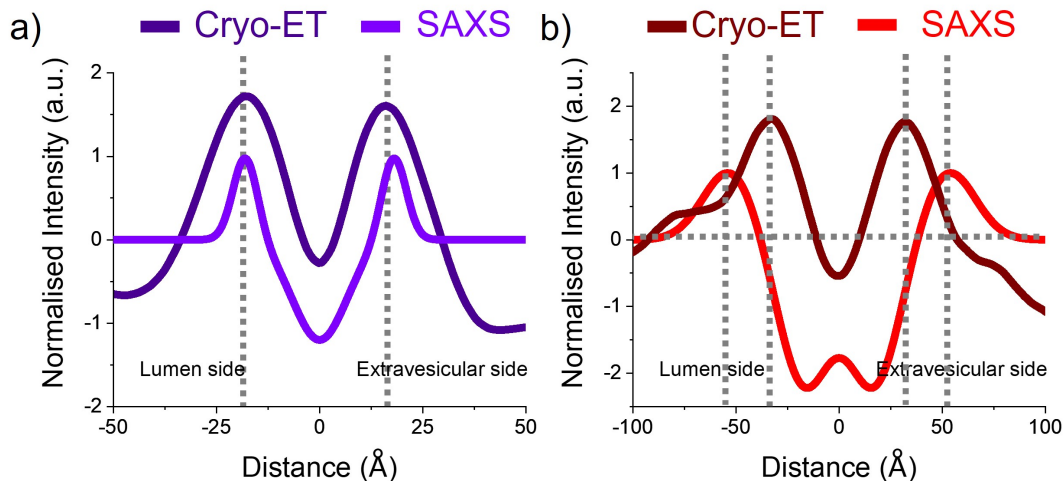 a) Cryo-ET SAXS
Normalised Intensity (a.u.)
2
1
0
-1
-2
Lumen side Extravesicular side
-50 -25 0 25 50
Distance (Å)
b) Cryo-ET SAXS
Normalised Intensity (a.u.)
2
1
0
-1
-2
Lumen side Extravesicular side
-100 -50 0 50 100
Distance (Å)